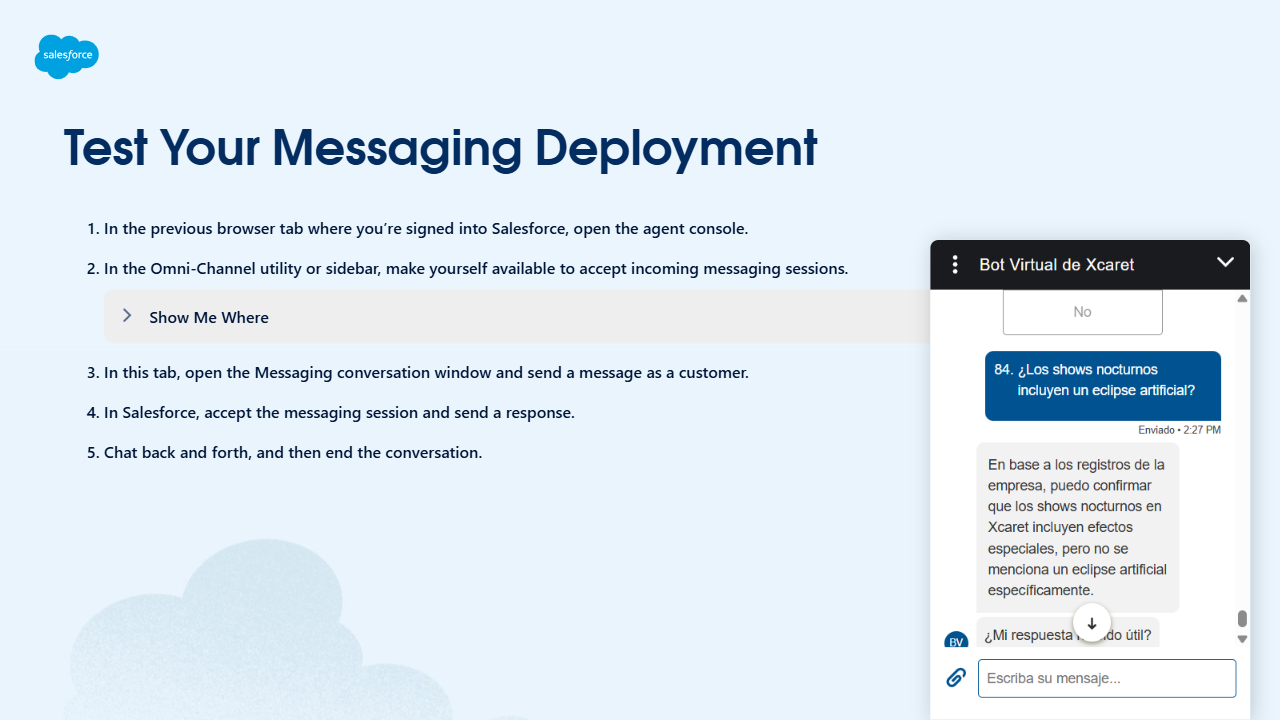 salesforce
Test Your Messaging Deployment
1. In the previous browser tab where you’re signed into Salesforce, open the agent console.
2. In the Omni-Channel utility or sidebar, make yourself available to accept incoming messaging sessions.
Show Me Where
3. In this tab, open the Messaging conversation window and send a message as a customer.
4. In Salesforce, accept the messaging session and send a response.
5. Chat back and forth, and then end the conversation.
Bot Virtual de Xcaret
No
84. ¿Los shows nocturnos
incluyen un eclipse artificial?
Enviado • 2:27 PM
En base a los registros de la
empresa, puedo confirmar
que los shows nocturnos en
Xcaret incluyen efectos
especiales, pero no se
menciona un eclipse artificial
específicamente.
BV
¿Mi respuesta útil?
Escriba su mensaje...